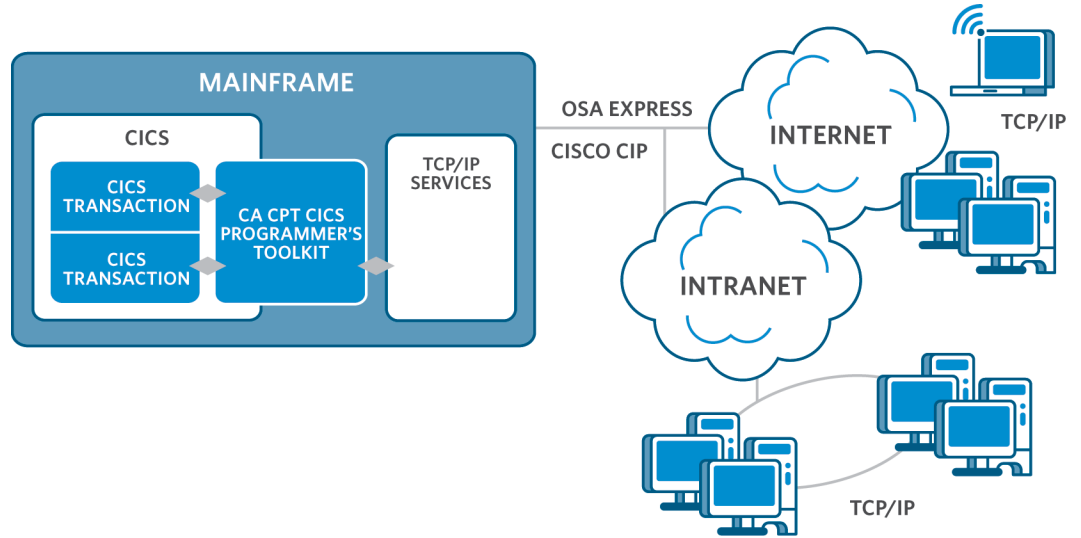 MAINFRAME
CICS
CICS
TRANSACTION
CICS
TRANSACTION
CA CPT CICS
PROGRAMMER'S
TOOLKIT
TCP/IP
SERVICES
OSA EXPRESS
CISCO CIP
INTERNET
TCP/IP
INTRANET
TCP/IP